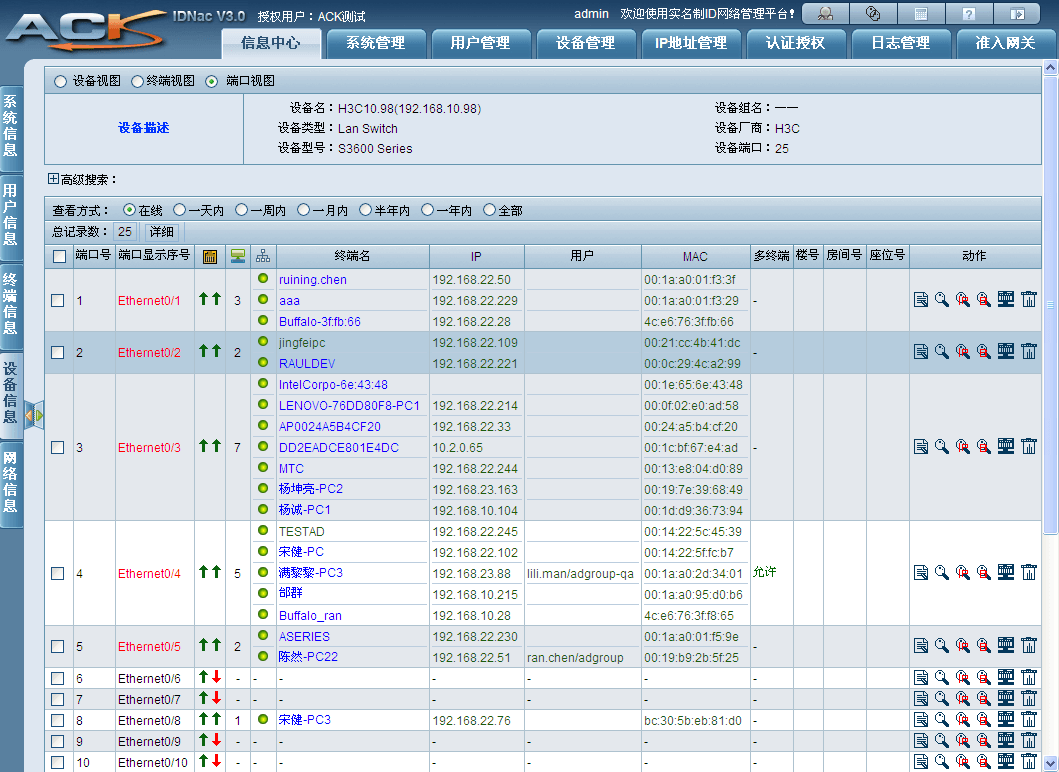 ACK IDNac V3.0 授权用户：ACK测试 admin 欢迎使用实名制ID网络管理平台！
信息中心 系统管理 用户管理 设备管理 IP地址管理 认证授权 日志管理 准入网关
系统信息
用户信息
终端信息
设备信息
网络信息
设备视图 终端视图 端口视图
设备描述
设备名：H3C10.98(192.168.10.98) 设备组名：一一
设备类型：Lan Switch 设备厂商：H3C
设备型号：S3600 Series 设备端口：25
高级搜索：
查看方式： 在线 一天内 一周内 一月内 半年内 一年内 全部
总记录数： 25 详细
端口号 端口显示序号 终端名 IP 用户 MAC 多终端 楼号 房间号 座位号 动作
1 Ethernet0/1 3 -
ruining.chen 192.168.22.50 00:1a:a0:01:f3:3f
aaa 192.168.22.229 00:1a:a0:01:f3:29
Buffalo-3f:fb:66 192.168.22.28 4c:e6:76:3f:fb:66
2 Ethernet0/2 2 -
jingfeipc 192.168.22.109 00:21:cc:4b:41:dc
RAULDEV 192.168.22.221 00:0c:29:4c:a2:99
3 Ethernet0/3 7 -
IntelCorpo-6e:43:48 00:1e:65:6e:43:48
LENOVO-76DD80F8-PC1 192.168.22.214 00:0f:02:e0:ad:58
AP0024A5B4CF20 192.168.22.33 00:24:a5:b4:cf:20
DD2EADCE801E4DC 10.2.0.65 00:1c:bf:67:e4:ad
MTC 192.168.22.244 00:13:e8:04:d0:89
杨坤亮-PC2 192.168.23.163 00:19:7e:39:68:49
杨诚-PC1 192.168.10.104 00:1d:d9:36:73:94
4 Ethernet0/4 5 允许
TESTAD 192.168.22.245 00:14:22:5c:45:39
宋健-PC 192.168.22.102 00:14:22:5f:fc:b7
满黎黎-PC3 192.168.23.88 lili.man/adgroup-qa 00:1a:a0:2d:34:01
邰群 192.168.10.215 00:1a:a0:95:d0:b6
Buffalo_ran 192.168.10.28 4c:e6:76:3f:f8:65
5 Ethernet0/5 2 -
ASERIES 192.168.22.230 00:1a:a0:01:f5:9e
陈然-PC22 192.168.22.51 ran.chen/adgroup 00:19:b9:2b:5f:25
6 Ethernet0/6 - - - - - - -
7 Ethernet0/7 - - - - - - -
8 Ethernet0/8 1 宋健-PC3 192.168.22.76 bc:30:5b:eb:81:d0 -
9 Ethernet0/9 - - - - - - -
10 Ethernet0/10 - - - - - - -